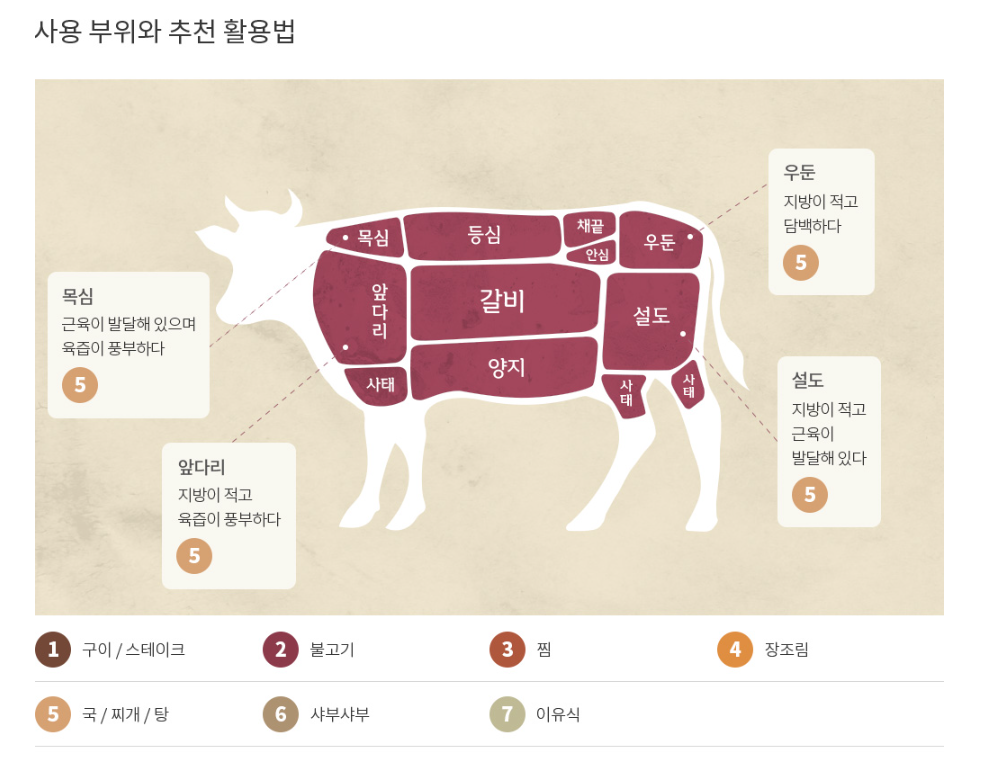 사용 부위와 추천 활용법
우둔
지방이 적고
담백하다
5
목심
등심
채끝
안심
우둔
앞
다
리
갈비
설도
양지
사태
사
태
사
태
목심
근육이 발달해 있으며
육즙이 풍부하다
5
설도
지방이 적고
근육이
발달해 있다
5
앞다리
지방이 적고
육즙이 풍부하다
5
1 구이 / 스테이크
2 불고기
3 찜
4 장조림
5 국 / 찌개 / 탕
6 샤부샤부
7 이유식